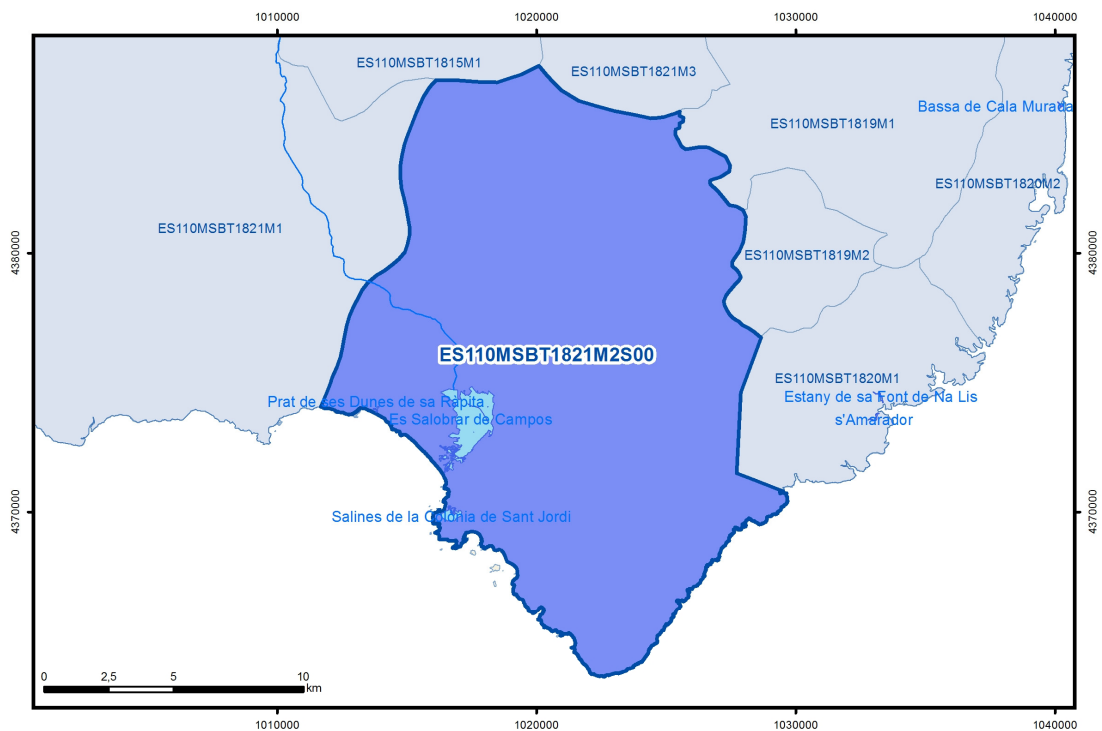 1010000
1020000
1030000
1040000
ES110MSBT1815M1
ES110MSBT1821M3
Bassa de Cala Murada
ES110MSBT1819M1
ES110MSBT1820M2
ES110MSBT1821M1
4380000
4380000
ES110MSBT1819M2
ES110MSBT1821M2S00
ES110MSBT1820M1
Prat de ses Dunes de sa Ràpita
Estany de sa Font de Na Lis
Es Salobrar de Campos
s'Amarador
4370000
4370000
Salines de la Colònia de Sant Jordi
0
2,5
5
10
km
1010000
1020000
1030000
1040000